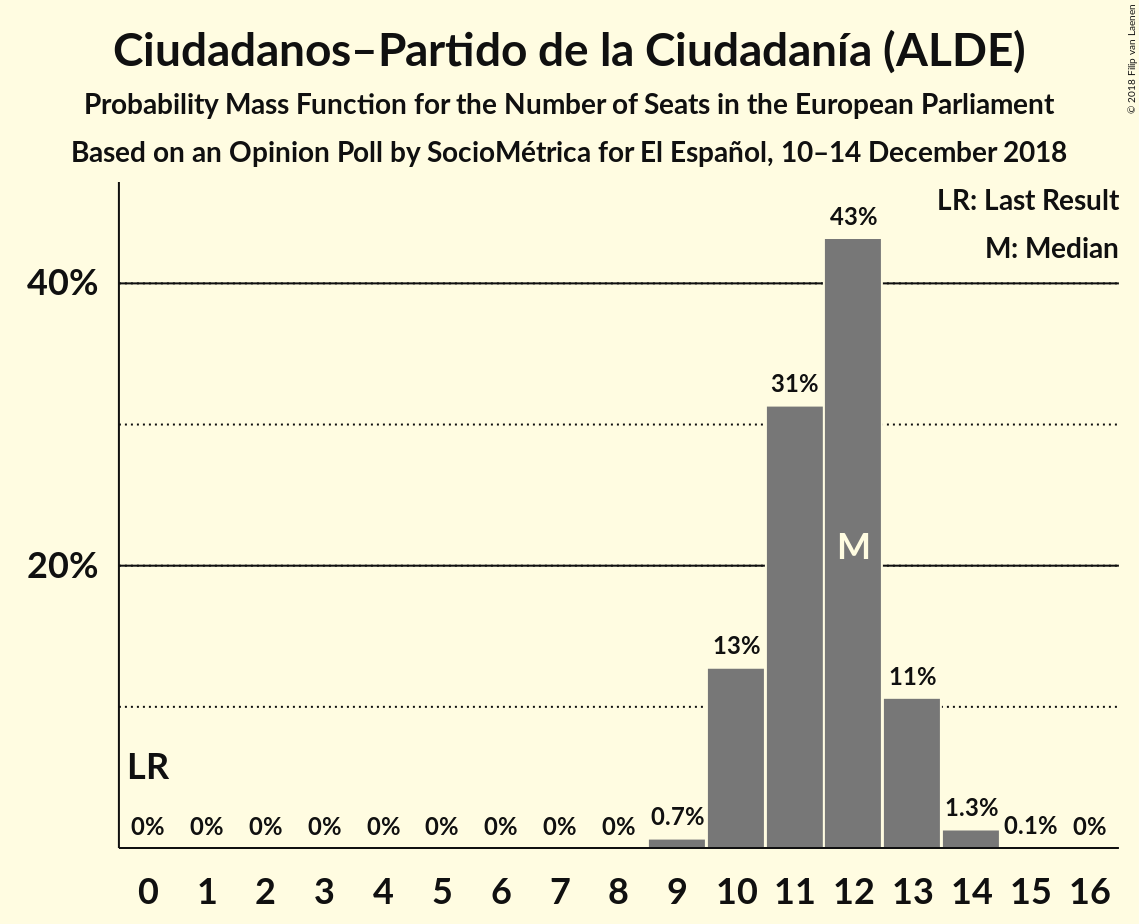 Ciudadanos–Partido de la Ciudadanía (ALDE)
Probability Mass Function for the Number of Seats in the European Parliament
Based on an Opinion Poll by SocioMétrica for El Español, 10–14 December 2018
© 2018 Filip van Laenen
LR: Last Result
M: Median
43%
40%
31%
M
20%
13%
11%
LR
0% 0% 0% 0% 0% 0% 0% 0% 0% 0.7% 1.3% 0.1% 0%
0 1 2 3 4 5 6 7 8 9 10 11 12 13 14 15 16